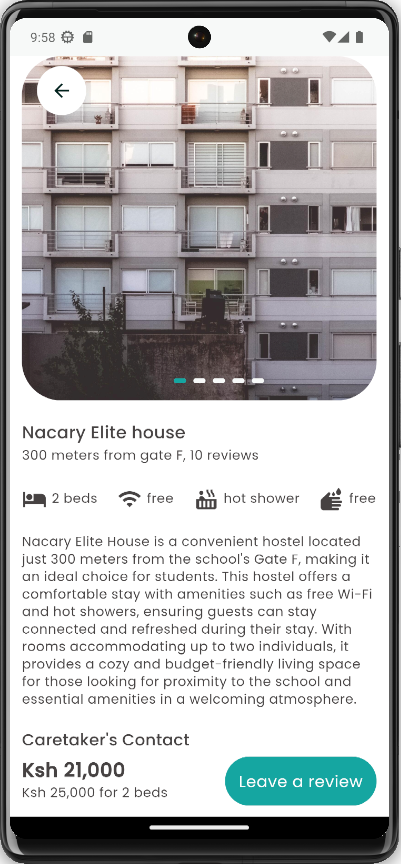 9:58
Nacary Elite house
300 meters from gate F, 10 reviews
2 beds free hot shower free
Nacary Elite House is a convenient hostel located
just 300 meters from the school's Gate F, making it
an ideal choice for students. This hostel offers a
comfortable stay with amenities such as free Wi-Fi
and hot showers, ensuring guests can stay
connected and refreshed during their stay. With
rooms accommodating up to two individuals, it
provides a cozy and budget-friendly living space
for those looking for proximity to the school and
essential amenities in a welcoming atmosphere.
Caretaker's Contact
Ksh 21,000
Ksh 25,000 for 2 beds
Leave a review